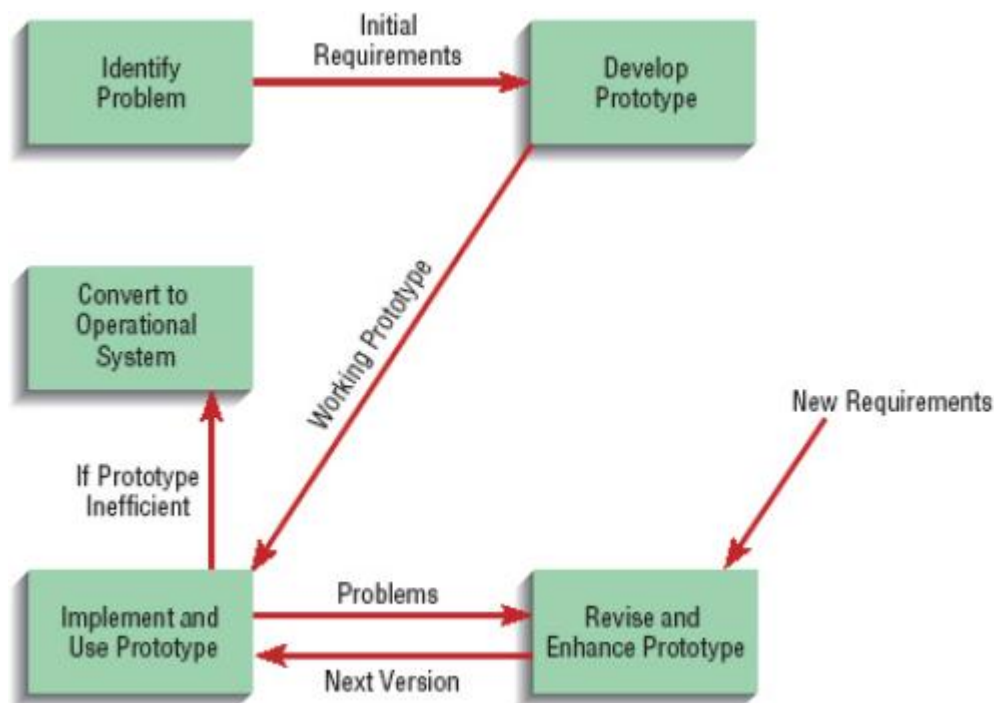 Identify
Problem
Initial
Requirements
Develop
Prototype
Working Prototype
Convert to
Operational
System
New Requirements
If Prototype
Inefficient
Implement and
Use Prototype
Problems
Next Version
Revise and
Enhance Prototype